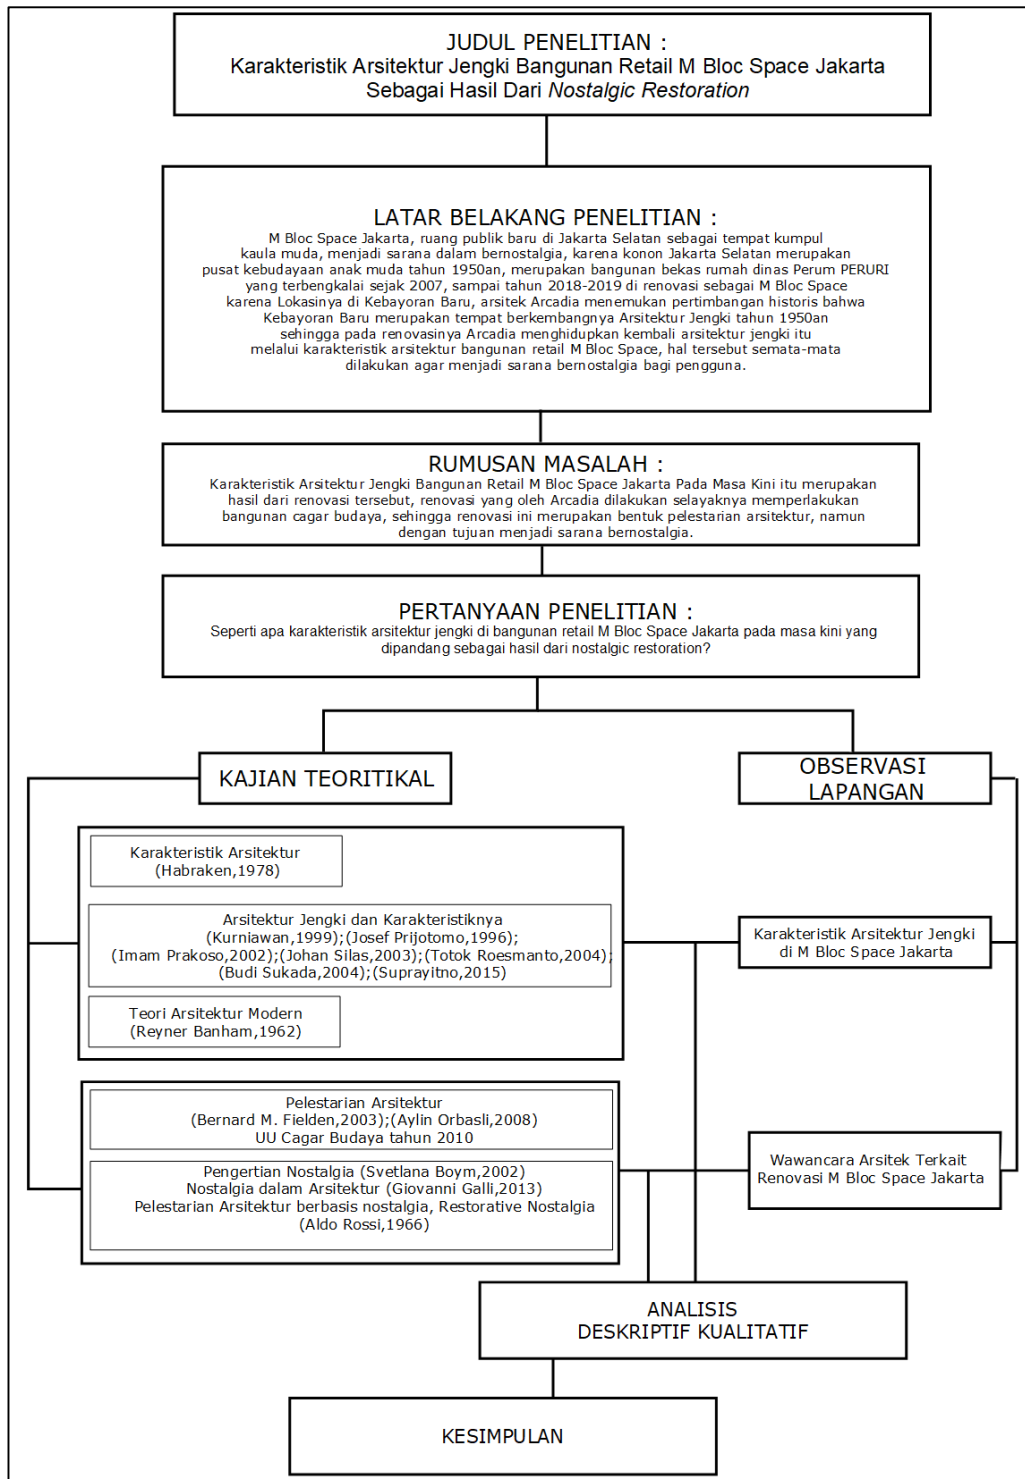 JUDUL PENELITIAN :
Karakteristik Arsitektur Jengki Bangunan Retail M Bloc Space Jakarta
Sebagai Hasil Dari Nostalgic Restoration
LATAR BELAKANG PENELITIAN :
M Bloc Space Jakarta, ruang publik baru di Jakarta Selatan sebagai tempat kumpul
kaula muda, menjadi sarana dalam bernostalgia, karena konon Jakarta Selatan merupakan
pusat kebudayaan anak muda tahun 1950an, merupakan bangunan bekas rumah dinas Perum PERURI
yang terbengkalai sejak 2007, sampai tahun 2018-2019 di renovasi sebagai M Bloc Space
karena Lokasinya di Kebayoran Baru, arsitek Arcadia menemukan pertimbangan historis bahwa
Kebayoran Baru merupakan tempat berkembangnya Arsitektur Jengki tahun 1950an
sehingga pada renovasinya Arcadia menghidupkan kembali arsitektur jengki itu
melalui karakteristik arsitektur bangunan retail M Bloc Space, hal tersebut semata-mata
dilakukan agar menjadi sarana bernostalgia bagi pengguna.
RUMUSAN MASALAH :
Karakteristik Arsitektur Jengki Bangunan Retail M Bloc Space Jakarta Pada Masa Kini itu merupakan
hasil dari renovasi tersebut, renovasi yang oleh Arcadia dilakukan selayaknya memperlakukan
bangunan cagar budaya, sehingga renovasi ini merupakan bentuk pelestarian arsitektur, namun
dengan tujuan menjadi sarana bernostalgia.
PERTANYAAN PENELITIAN :
Seperti apa karakteristik arsitektur jengki di bangunan retail M Bloc Space Jakarta pada masa kini yang
dipandang sebagai hasil dari nostalgic restoration?
KAJIAN TEORITIKAL
OBSERVASI
LAPANGAN
Karakteristik Arsitektur
(Habraken,1978)
Arsitektur Jengki dan Karakteristiknya
(Kurniawan,1999);(Josef Prijotomo,1996);
(Imam Prakoso,2002);(Johan Silas,2003);(Totok Roesmanto,2004);
(Budi Sukada,2004);(Suprayitno,2015)
Teori Arsitektur Modern
(Reyner Banham,1962)
Karakteristik Arsitektur Jengki
di M Bloc Space Jakarta
Pelestarian Arsitektur
(Bernard M. Fielden,2003);(Aylin Orbasli,2008)
UU Cagar Budaya tahun 2010
Pengertian Nostalgia (Svetlana Boym,2002)
Nostalgia dalam Arsitektur (Giovanni Galli,2013)
Pelestarian Arsitektur berbasis nostalgia, Restorative Nostalgia
(Aldo Rossi,1966)
Wawancara Arsitek Terkait
Renovasi M Bloc Space Jakarta
ANALISIS
DESKRIPTIF KUALITATIF
KESIMPULAN